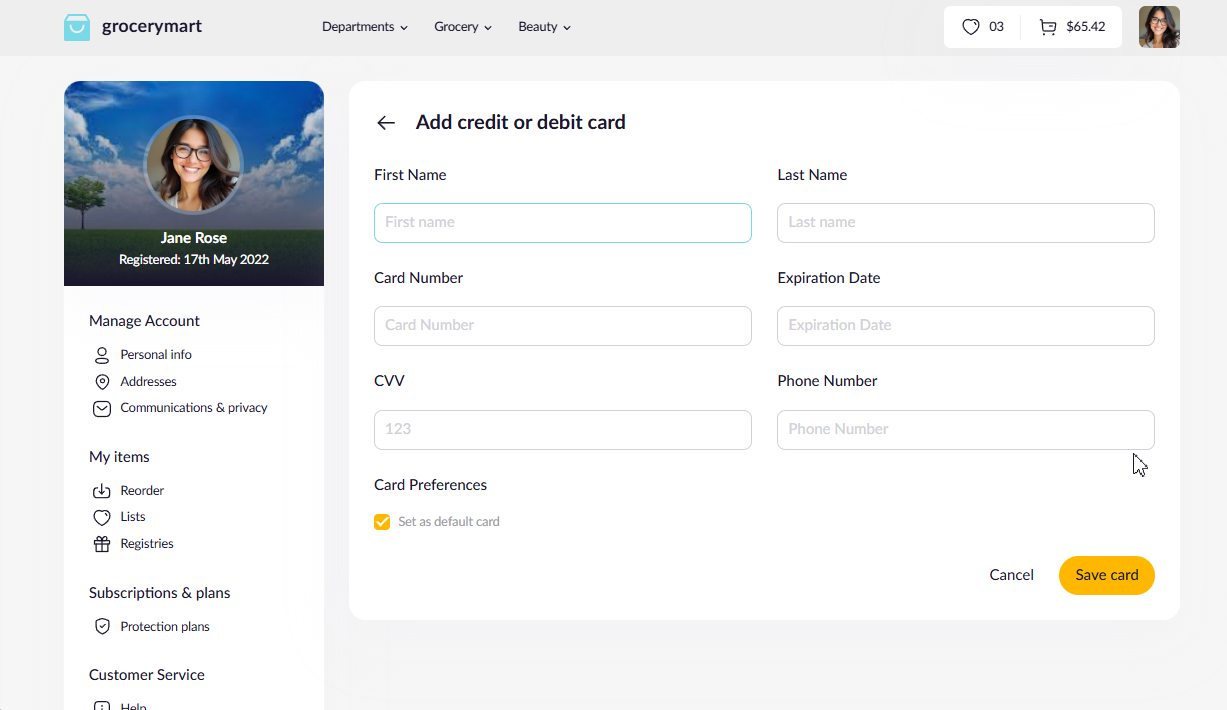 grocerymart
Departments
Grocery
Beauty
03
$65.42
Jane Rose
Registered: 17th May 2022
Manage Account
Personal info
Addresses
Communications & privacy
My items
Reorder
Lists
Registries
Subscriptions & plans
Protection plans
Customer Service
Help
Add credit or debit card
First Name
Last Name
First name
Last name
Card Number
Expiration Date
Card Number
Expiration Date
CVV
Phone Number
123
Phone Number
Card Preferences
Set as default card
Cancel
Save card